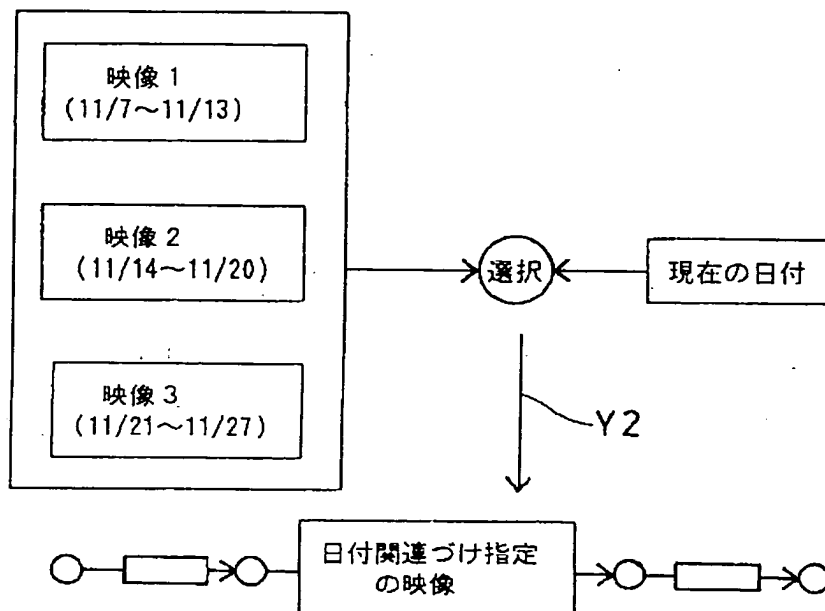 映像1
(11/7～11/13)
映像2
(11/14～11/20)
映像3
(11/21～11/27)
選択
現在の日付
Y2
日付関連づけ指定
の映像